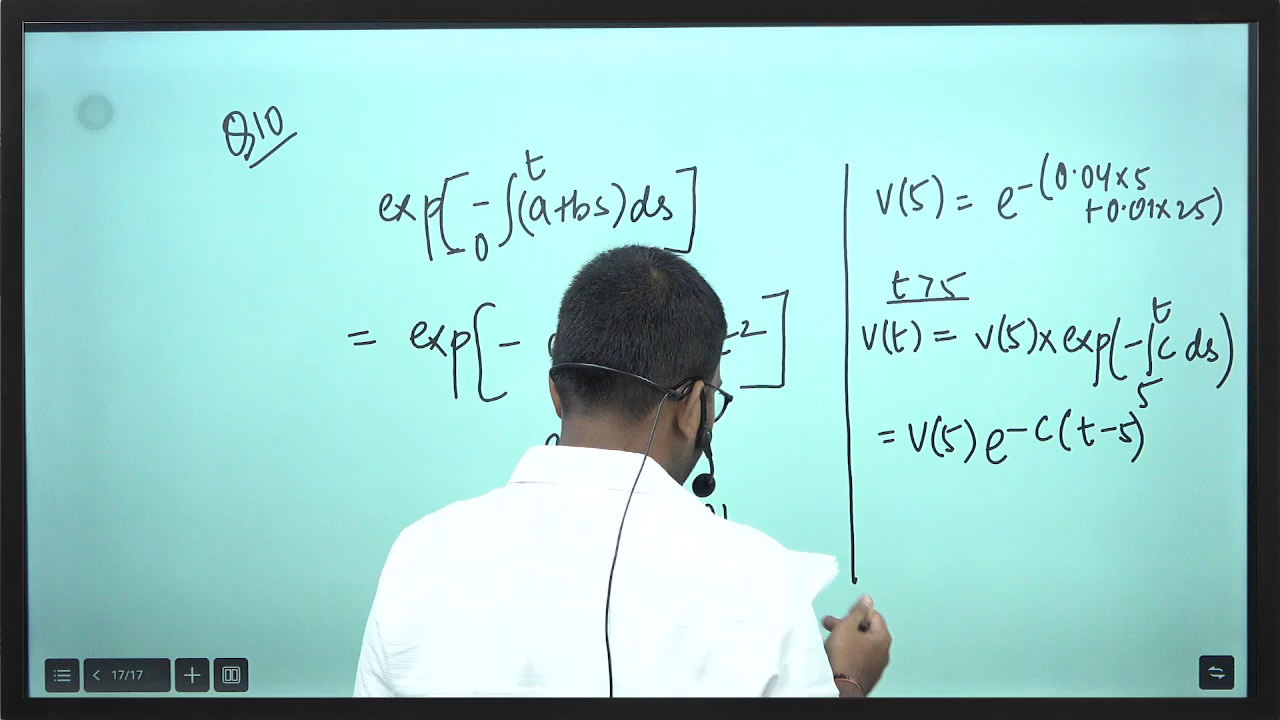 Q10
exp[-∫₀ᵗ(a+bs)ds]
= exp[-
2]
v(5) = e^-(0.04×5
+0.01×25)
t>5
v(t) = v(5)×exp(-∫₅ᵗ c ds)
= v(5) e^-c(t-5)
17/17